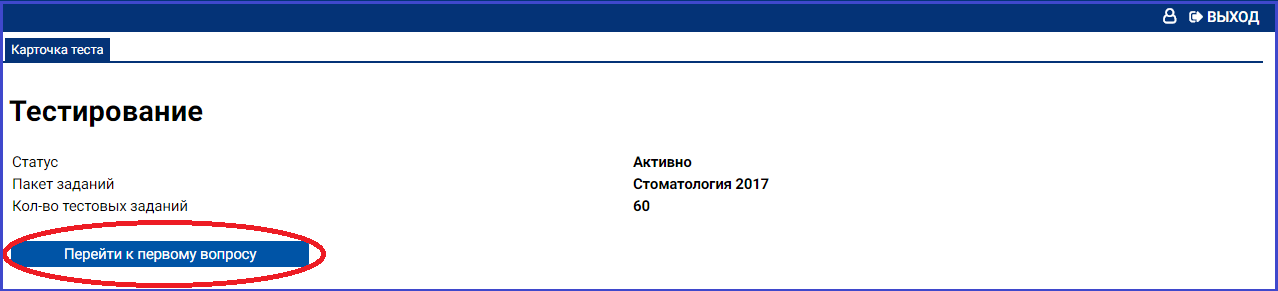 ВЫХОД
Карточка теста
Тестирование
Статус Активно
Пакет заданий Стоматология 2017
Кол-во тестовых заданий 60
Перейти к первому вопросу